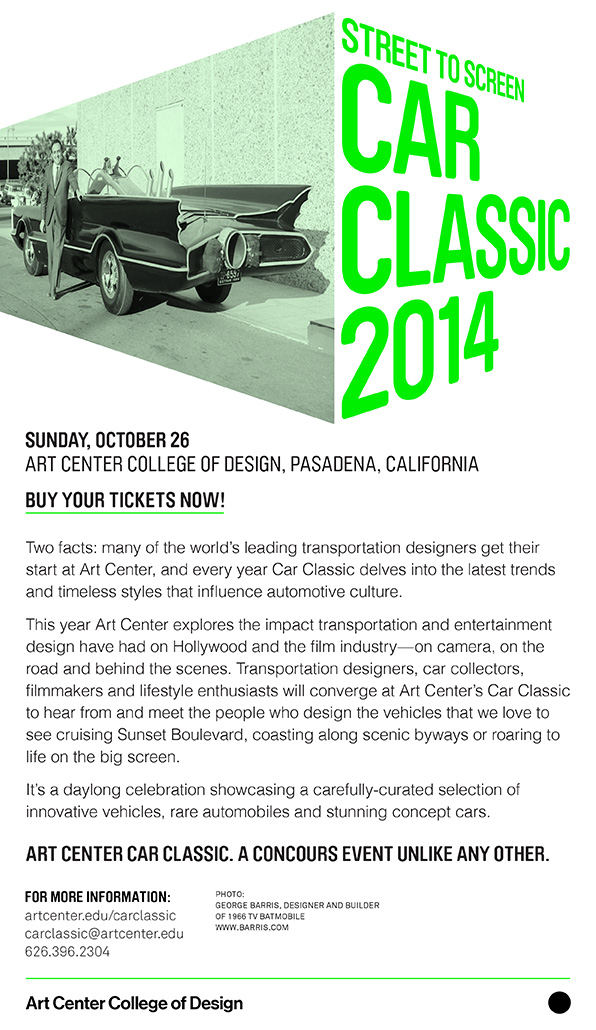 STREET TO SCREEN
CAR
CLASSIC
2014
SUNDAY, OCTOBER 26
ART CENTER COLLEGE OF DESIGN, PASADENA, CALIFORNIA
BUY YOUR TICKETS NOW!
Two facts: many of the world's leading transportation designers get their
start at Art Center, and every year Car Classic delves into the latest trends
and timeless styles that influence automotive culture.
This year Art Center explores the impact transportation and entertainment
design have had on Hollywood and the film industry—on camera, on the
road and behind the scenes. Transportation designers, car collectors,
filmmakers and lifestyle enthusiasts will converge at Art Center's Car Classic
to hear from and meet the people who design the vehicles that we love to
see cruising Sunset Boulevard, coasting along scenic byways or roaring to
life on the big screen.
It's a daylong celebration showcasing a carefully-curated selection of
innovative vehicles, rare automobiles and stunning concept cars.
ART CENTER CAR CLASSIC. A CONCOURS EVENT UNLIKE ANY OTHER.
FOR MORE INFORMATION:
artcenter.edu/carclassic
carclassic@artcenter.edu
626.396.2304
PHOTO:
GEORGE BARRIS, DESIGNER AND BUILDER
OF 1966 TV BATMOBILE
WWW.BARRIS.COM
Art Center College of Design